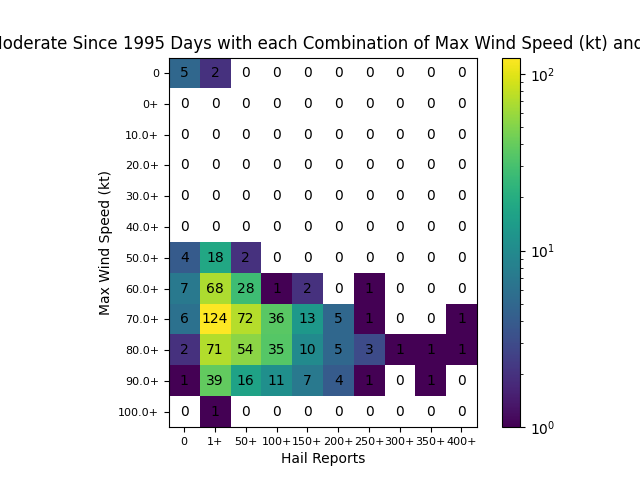 Moderate Since 1995 Days with each Combination of Max Wind Speed (kt) and
Max Wind Speed (kt)
0 5 2 0 0 0 0 0 0 0 0
0+ 0 0 0 0 0 0 0 0 0 0
10.0+ 0 0 0 0 0 0 0 0 0 0
20.0+ 0 0 0 0 0 0 0 0 0 0
30.0+ 0 0 0 0 0 0 0 0 0 0
40.0+ 0 0 0 0 0 0 0 0 0 0
50.0+ 4 18 2 0 0 0 0 0 0 0
60.0+ 7 68 28 1 2 0 1 0 0 0
70.0+ 6 124 72 36 13 5 1 0 0 1
80.0+ 2 71 54 35 10 5 3 1 1 1
90.0+ 1 39 16 11 7 4 1 0 1 0
100.0+ 0 1 0 0 0 0 0 0 0 0
0 1+ 50+ 100+ 150+ 200+ 250+ 300+ 350+ 400+
Hail Reports
10²
10¹
10⁰